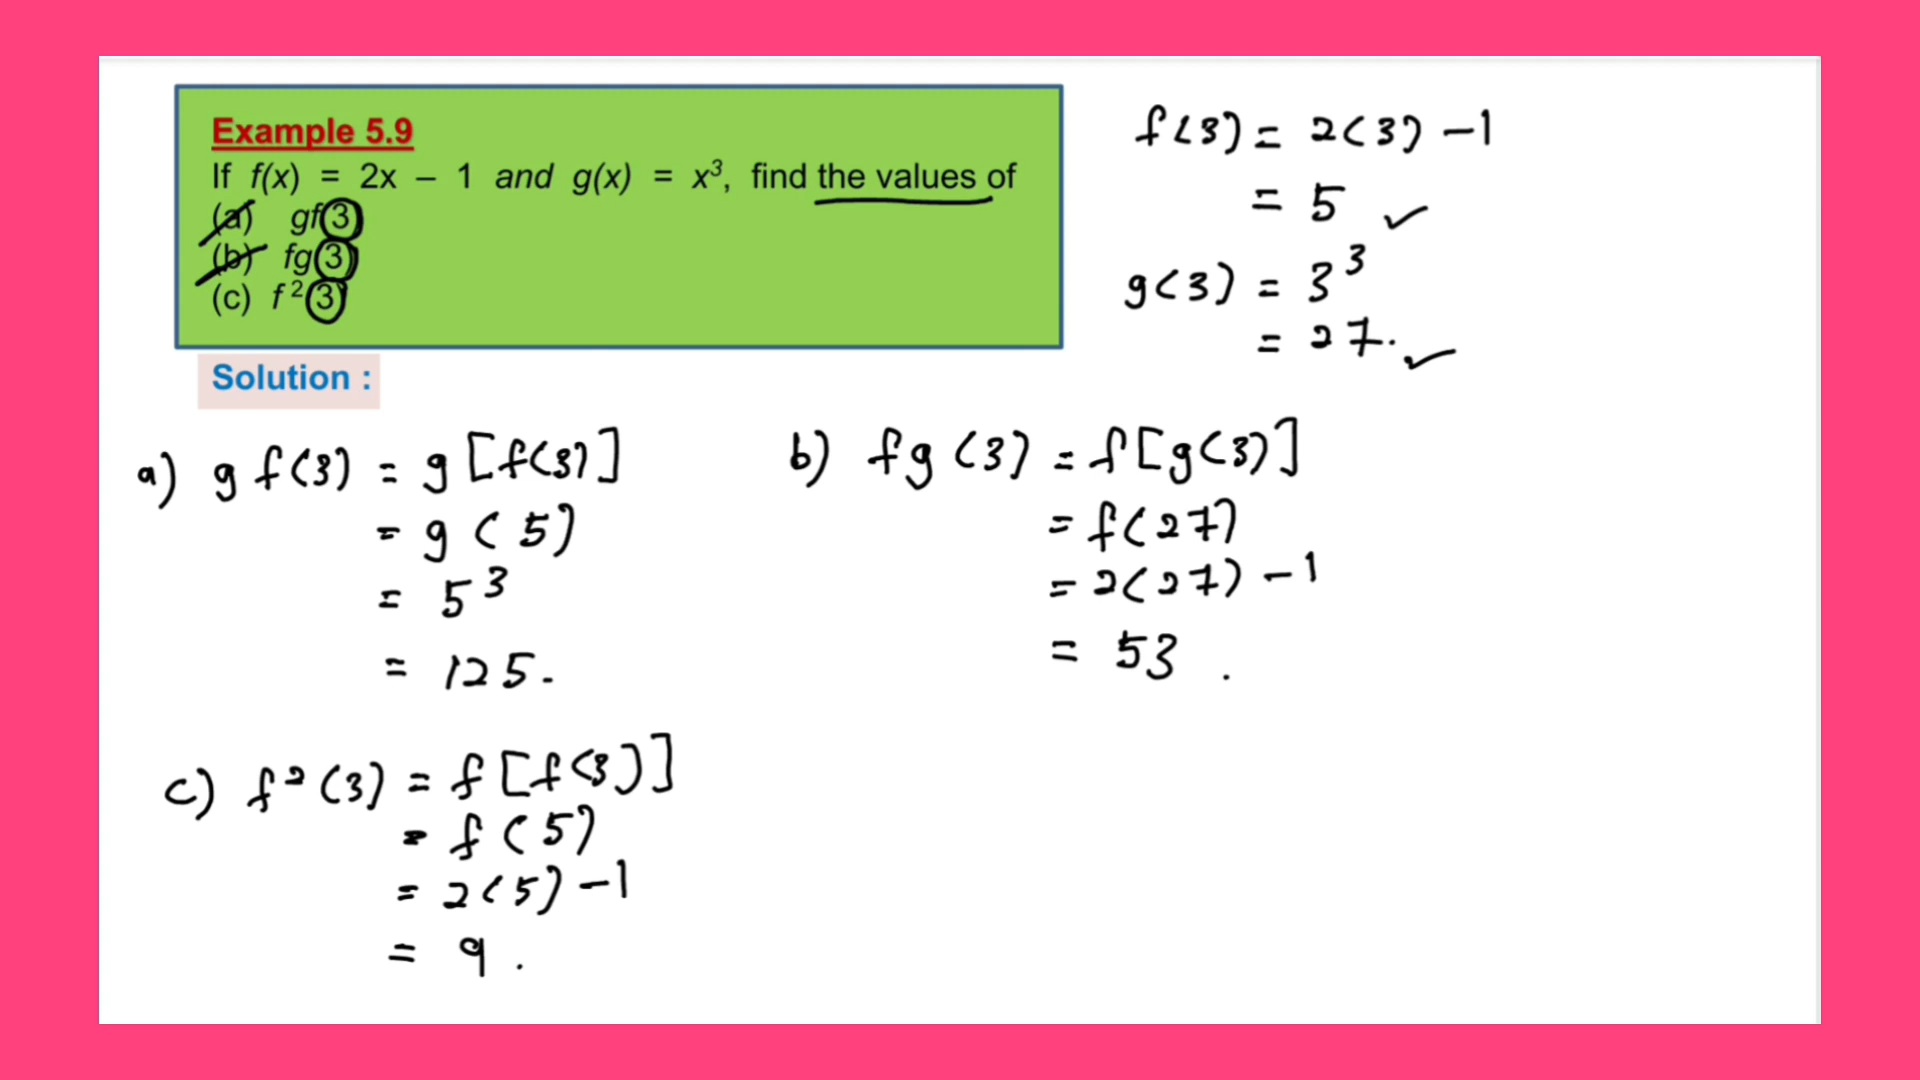 Example 5.9
If f(x) = 2x – 1 and g(x) = x³, find the values of
(a) gf(3)
(b) fg(3)
(c) f ²(3)
f(3) = 2(3) -1
= 5 ✓
g(3) = 3³
= 27. ✓
Solution :
a) gf(3) = g[f(3)]
= g(5)
= 5³
= 125.
b) fg(3) = f[g(3)]
= f(27)
= 2(27) -1
= 53 .
c) f²(3) = f[f(3)]
= f(5)
= 2(5) -1
= 9 .